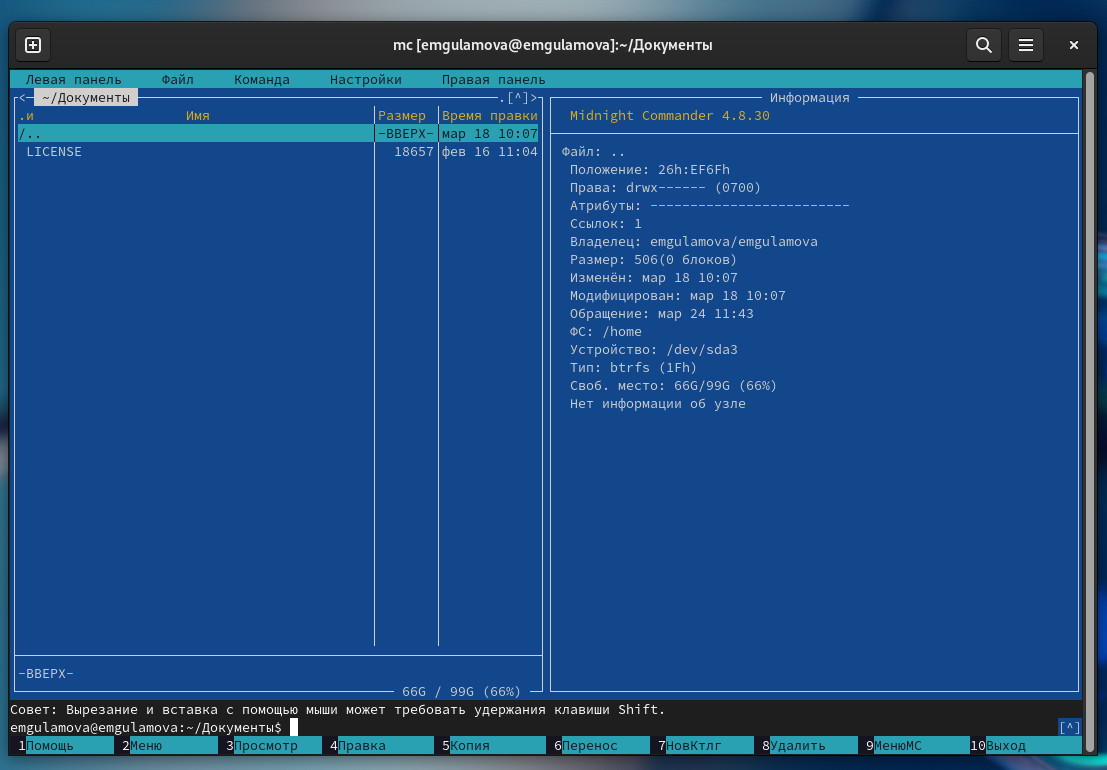 mc [emgulamova@emgulamova]:~/Документы
Левая панель Файл Команда Настройки Правая панель
<─ ~/Документы .[^]>
.и Имя Размер Время правки
/.. -ВВЕРХ- мар 18 10:07
LICENSE 18657 фев 16 11:04
-ВВЕРХ-
66G / 99G (66%)
Информация
Midnight Commander 4.8.30
Файл: ..
Положение: 26h:EF6Fh
Права: drwx------ (0700)
Атрибуты: -------------------------
Ссылок: 1
Владелец: emgulamova/emgulamova
Размер: 506(0 блоков)
Изменён: мар 18 10:07
Модифицирован: мар 18 10:07
Обращение: мар 24 11:43
ФС: /home
Устройство: /dev/sda3
Тип: btrfs (1Fh)
Своб. место: 66G/99G (66%)
Нет информации об узле
Совет: Вырезание и вставка с помощью мыши может требовать удержания клавиши Shift.
emgulamova@emgulamova:~/Документы$ [^]
1Помощь 2Меню 3Просмотр 4Правка 5Копия 6Перенос 7НовКтлг 8Удалить 9МенюMC 10Выход